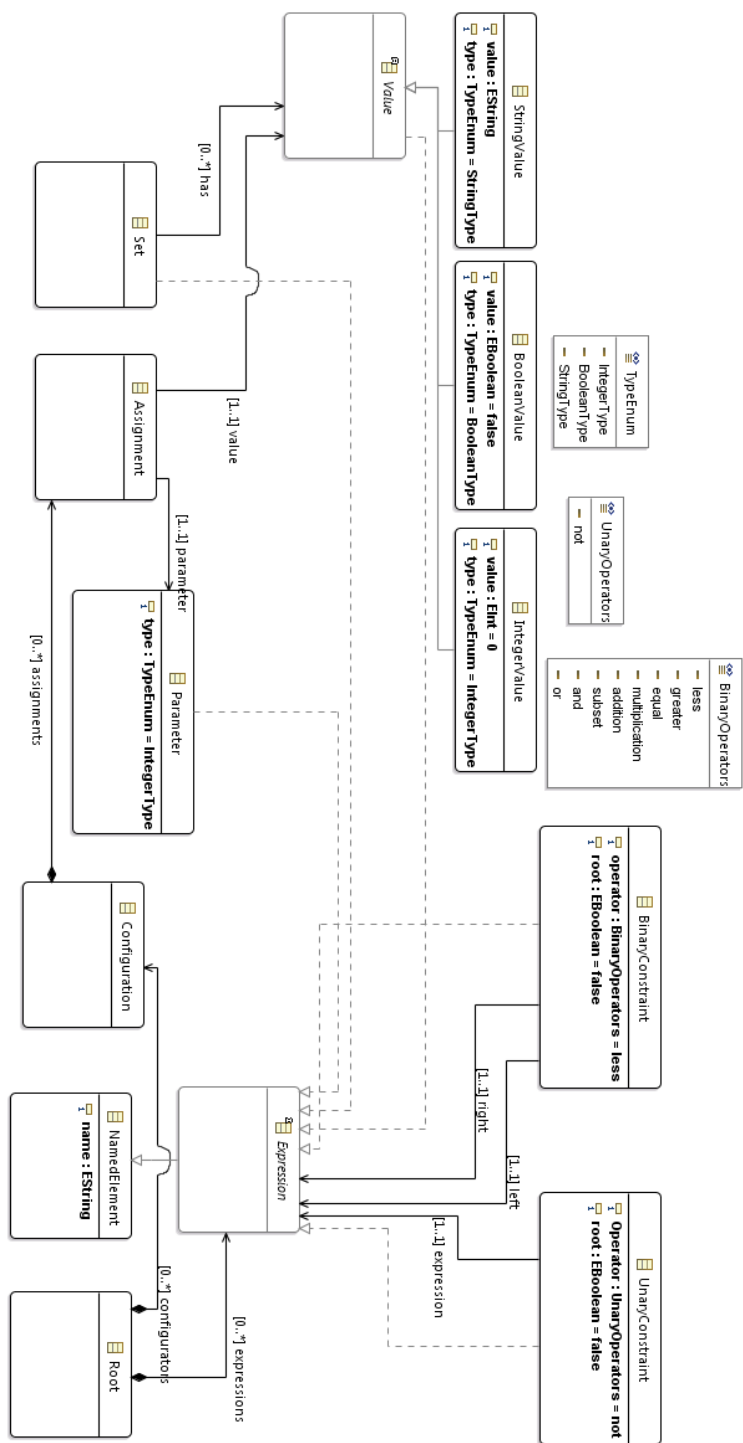 TypeEnum
IntegerType
BooleanType
StringType
UnaryOperators
not
BinaryOperators
less
greater
equal
multiplication
addition
subset
and
or
StringValue
value : EString
type : TypeEnum = StringType
BooleanValue
value : EBoolean = false
type : TypeEnum = BooleanType
IntegerValue
value : EInt = 0
type : TypeEnum = IntegerType
BinaryConstraint
operator : BinaryOperators = less
root : EBoolean = false
UnaryConstraint
Operator : UnaryOperators = not
root : EBoolean = false
Value
[0..*] has
[1..1] value
[1..1] right
[1..1] left
[1..1] expression
Expression
Set
Assignment
[1..1] parameter
Parameter
type : TypeEnum = IntegerType
[0..*] assignments
Configuration
NamedElement
name : EString
[0..*] configurators
[0..*] expressions
Root